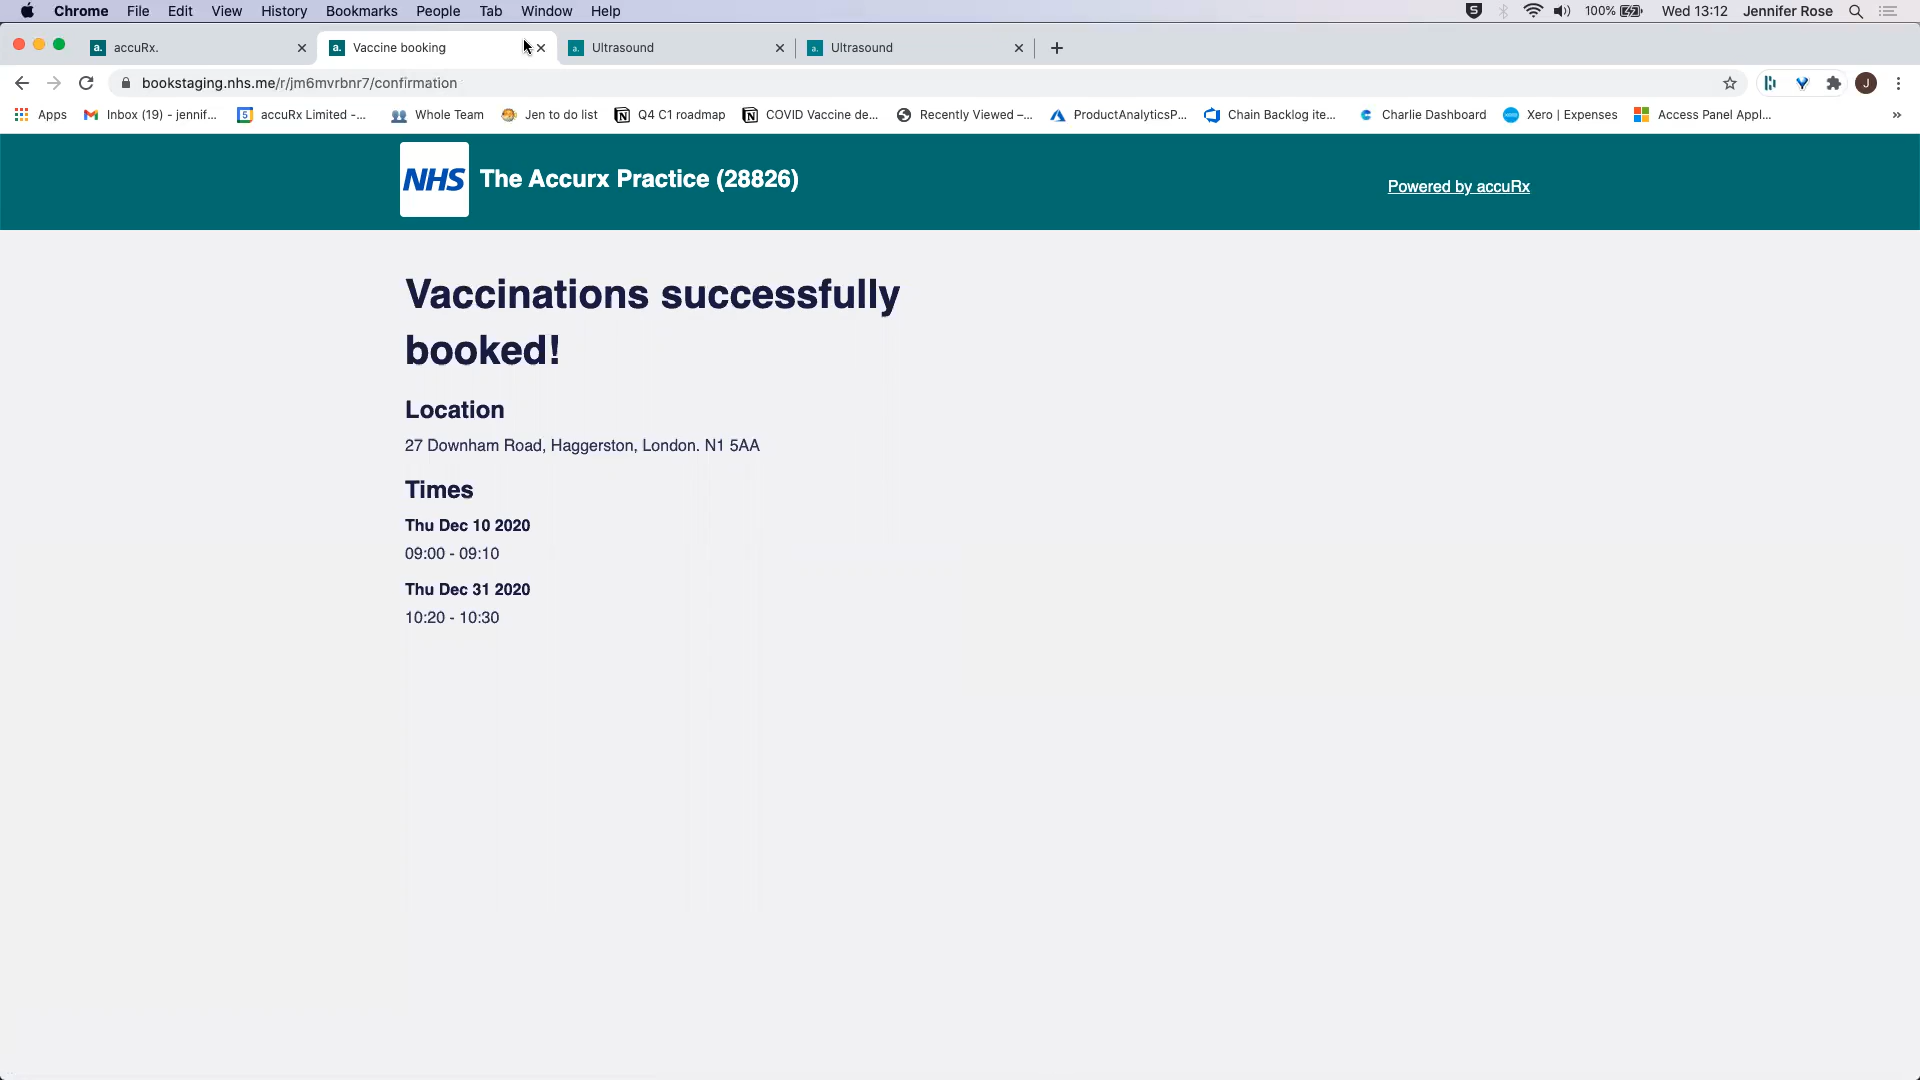 Chrome File Edit View History Bookmarks People Tab Window Help 100% Wed 13:12 Jennifer Rose
a. accuRx. a. Vaccine booking a. Ultrasound a. Ultrasound
bookstaging.nhs.me/r/jm6mvrbnr7/confirmation J
Apps Inbox (19) - jennif... 5 accuRx Limited -... Whole Team Jen to do list Q4 C1 roadmap COVID Vaccine de... Recently Viewed –... ProductAnalyticsP... Chain Backlog ite... Charlie Dashboard Xero | Expenses Access Panel Appl... »
NHS The Accurx Practice (28826)
Powered by accuRx
Vaccinations successfully
booked!
Location
27 Downham Road, Haggerston, London. N1 5AA
Times
Thu Dec 10 2020
09:00 - 09:10
Thu Dec 31 2020
10:20 - 10:30